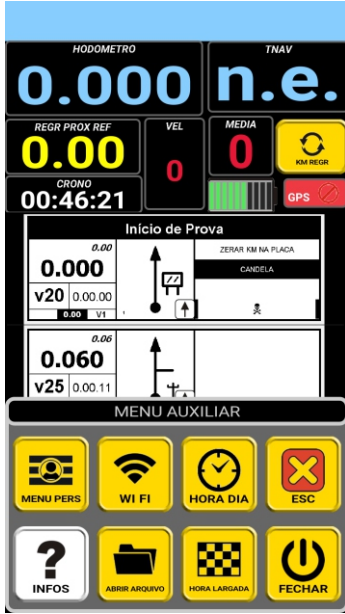 HODOMETRO
TNAV
0.000
n.e.
REGR PROX REF
VEL
MEDIA
0.00
0
0
KM REGR
CRONO
00:46:21
GPS
Início de Prova
0.00
ZERAR KM NA PLACA
0.000
CANDELA
v20 0.00.00
0.00 V1
0.06
0.060
v25 0.00.11
MENU AUXILIAR
MENU PERS
WI FI
HORA DIA
ESC
?
INFOS
ABRIR ARQUIVO
HORA LARGADA
FECHAR